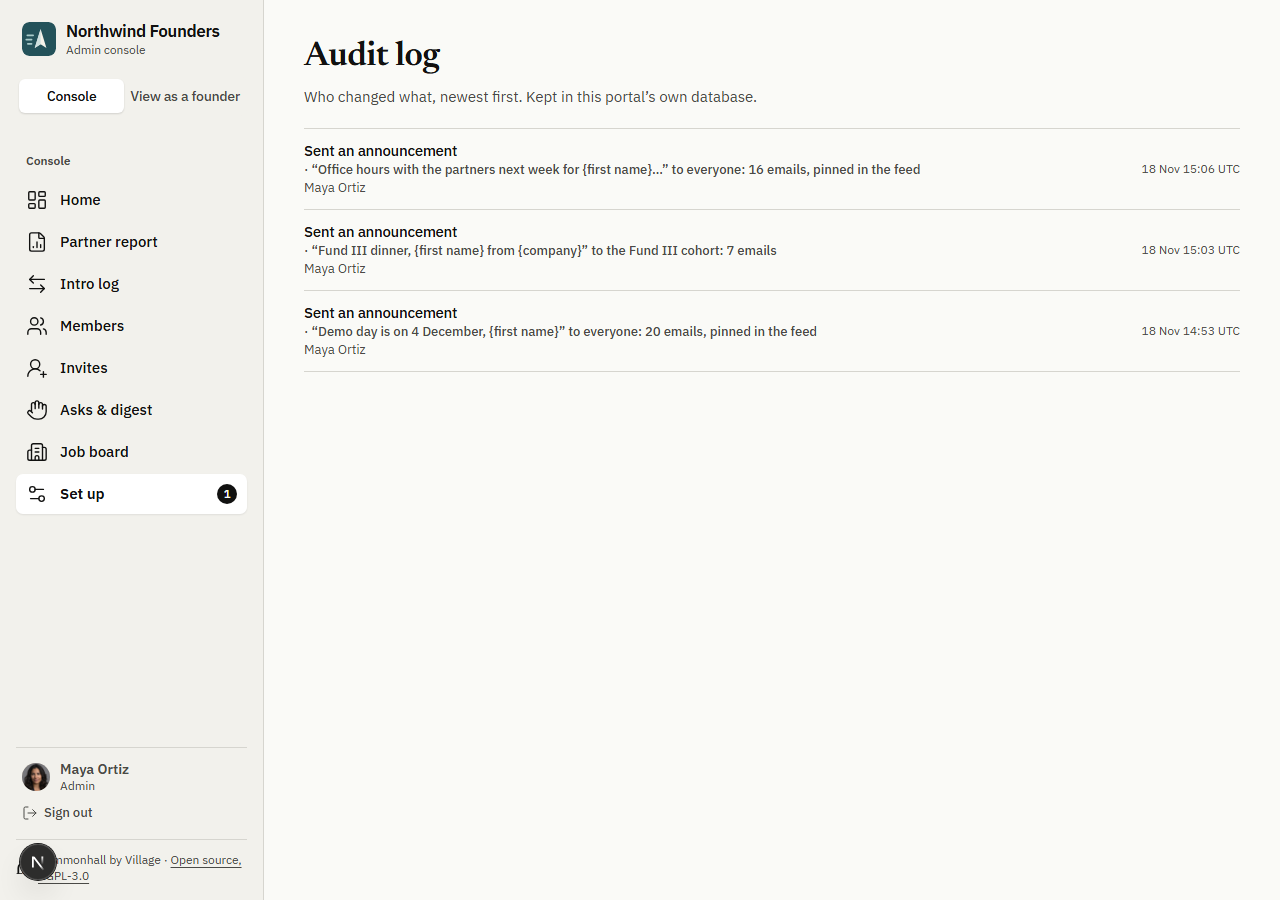 Northwind Founders
Admin console
Console
View as a founder
Console
Home
Partner report
Intro log
Members
Invites
Asks & digest
Job board
Set up
1
Maya Ortiz
Admin
Sign out
N
by Village · Open source,
GPL-3.0
Audit log
Who changed what, newest first. Kept in this portal’s own database.
Sent an announcement
· “Office hours with the partners next week for {first name}…” to everyone: 16 emails, pinned in the feed
18 Nov 15:06 UTC
Maya Ortiz
Sent an announcement
· “Fund III dinner, {first name} from {company}” to the Fund III cohort: 7 emails
18 Nov 15:03 UTC
Maya Ortiz
Sent an announcement
· “Demo day is on 4 December, {first name}” to everyone: 20 emails, pinned in the feed
18 Nov 14:53 UTC
Maya Ortiz